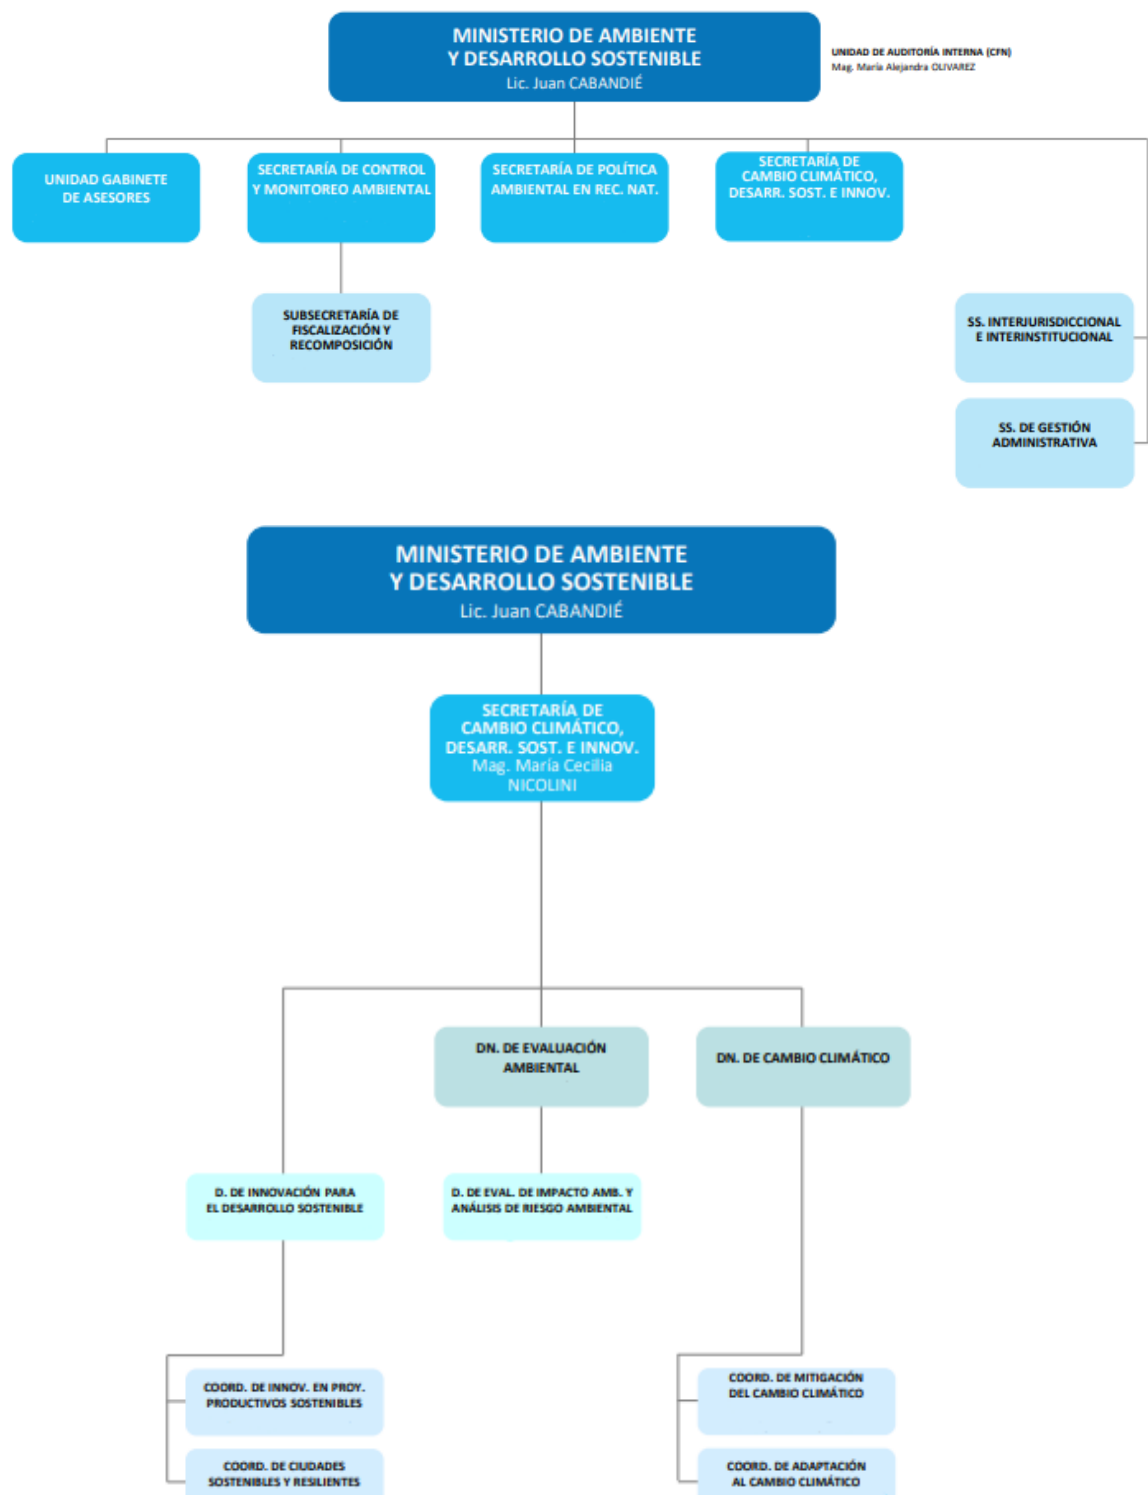 MINISTERIO DE AMBIENTE
Y DESARROLLO SOSTENIBLE
Lic. Juan CABANDIÉ
UNIDAD DE AUDITORÍA INTERNA (CFN)
Mag. María Alejandra OLIVAREZ
UNIDAD GABINETE
DE ASESORES
SECRETARÍA DE CONTROL
Y MONITOREO AMBIENTAL
SECRETARÍA DE POLÍTICA
AMBIENTAL EN REC. NAT.
SECRETARÍA DE
CAMBIO CLIMÁTICO,
DESARR. SOST. E INNOV.
SUBSECRETARÍA DE
FISCALIZACIÓN Y
RECOMPOSICIÓN
SS. INTERJURISDICCIONAL
E INTERINSTITUCIONAL
SS. DE GESTIÓN
ADMINISTRATIVA
MINISTERIO DE AMBIENTE
Y DESARROLLO SOSTENIBLE
Lic. Juan CABANDIÉ
SECRETARÍA DE
CAMBIO CLIMÁTICO,
DESARR. SOST. E INNOV.
Mag. María Cecilia
NICOLINI
DN. DE EVALUACIÓN
AMBIENTAL
DN. DE CAMBIO CLIMÁTICO
D. DE INNOVACIÓN PARA
EL DESARROLLO SOSTENIBLE
D. DE EVAL. DE IMPACTO AMB. Y
ANÁLISIS DE RIESGO AMBIENTAL
COORD. DE INNOV. EN PROY.
PRODUCTIVOS SOSTENIBLES
COORD. DE MITIGACIÓN
DEL CAMBIO CLIMÁTICO
COORD. DE CIUDADES
SOSTENIBLES Y RESILIENTES
COORD. DE ADAPTACIÓN
AL CAMBIO CLIMÁTICO